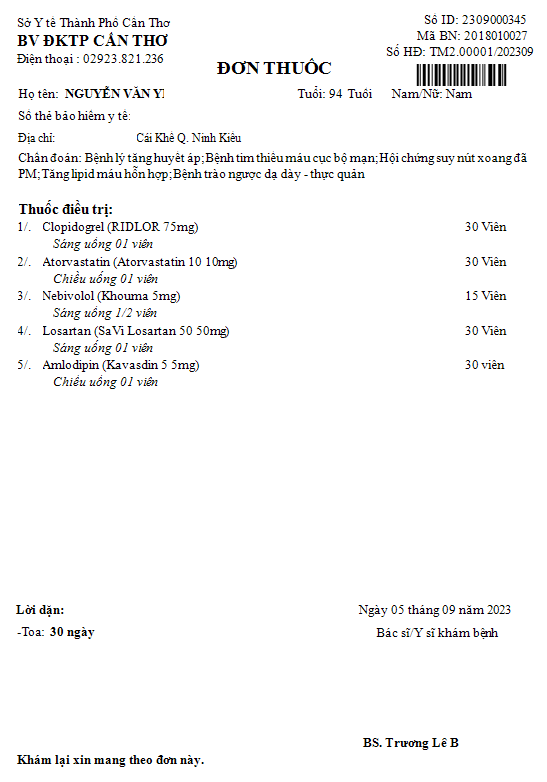 Sở Y tế Thành Phố Cần Thơ
BV ĐKTP CẦN THƠ
Điện thoại : 02923.821.236
Số ID: 2309000345
Mã BN: 2018010027
Số HĐ: TM2.00001/202309
ĐƠN THUỐC
Họ tên: NGUYỄN VĂN Y Tuổi: 94 Tuổi Nam/Nữ: Nam
Số thẻ bảo hiểm y tế:
Địa chỉ: Cái Khế Q. Ninh Kiều
Chẩn đoán: Bệnh lý tăng huyết áp;Bệnh tim thiếu máu cục bộ mạn;Hội chứng suy nút xoang đã
PM;Tăng lipid máu hỗn hợp;Bệnh trào ngược dạ dày - thực quản
Thuốc điều trị:
1/. Clopidogrel (RIDLOR 75mg) 30 Viên
Sáng uống 01 viên
2/. Atorvastatin (Atorvastatin 10 10mg) 30 Viên
Chiều uống 01 viên
3/. Nebivolol (Khouma 5mg) 15 Viên
Sáng uống 1/2 viên
4/. Losartan (SaVi Losartan 50 50mg) 30 Viên
Sáng uống 01 viên
5/. Amlodipin (Kavasdin 5 5mg) 30 viên
Chiều uống 01 viên
Lời dặn:
-Toa: 30 ngày
Ngày 05 tháng 09 năm 2023
Bác sĩ/Y sĩ khám bệnh
BS. Trương Lê B
Khám lại xin mang theo đơn này.